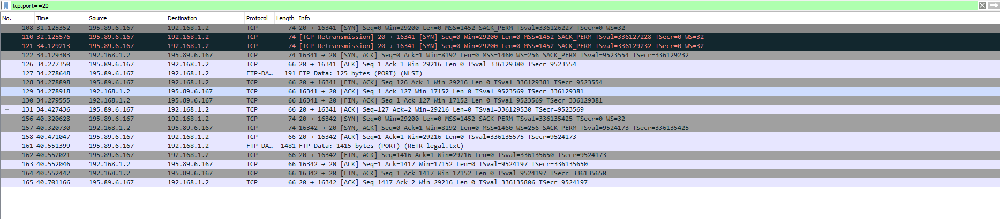 tcp.port==20
No. Time Source Destination Protocol Length Info
108 31.125352 195.89.6.167 192.168.1.2 TCP 74 20 → 16341 [SYN] Seq=0 Win=29200 Len=0 MSS=1452 SACK_PERM TSval=336126227 TSecr=0 WS=32
110 32.125576 195.89.6.167 192.168.1.2 TCP 74 [TCP Retransmission] 20 → 16341 [SYN] Seq=0 Win=29200 Len=0 MSS=1452 SACK_PERM TSval=336127228 TSecr=0 WS=32
121 34.129213 195.89.6.167 192.168.1.2 TCP 74 [TCP Retransmission] 20 → 16341 [SYN] Seq=0 Win=29200 Len=0 MSS=1452 SACK_PERM TSval=336129232 TSecr=0 WS=32
122 34.129303 192.168.1.2 195.89.6.167 TCP 74 16341 → 20 [SYN, ACK] Seq=0 Ack=1 Win=8192 Len=0 MSS=1460 WS=256 SACK_PERM TSval=9523554 TSecr=336129232
126 34.277350 195.89.6.167 192.168.1.2 TCP 66 20 → 16341 [ACK] Seq=1 Ack=1 Win=29216 Len=0 TSval=336129380 TSecr=9523554
127 34.278648 195.89.6.167 192.168.1.2 FTP-DA… 191 FTP Data: 125 bytes (PORT) (NLST)
128 34.278898 195.89.6.167 192.168.1.2 TCP 66 20 → 16341 [FIN, ACK] Seq=126 Ack=1 Win=29216 Len=0 TSval=336129381 TSecr=9523554
129 34.278918 192.168.1.2 195.89.6.167 TCP 66 16341 → 20 [ACK] Seq=1 Ack=127 Win=17152 Len=0 TSval=9523569 TSecr=336129381
130 34.279555 192.168.1.2 195.89.6.167 TCP 66 16341 → 20 [FIN, ACK] Seq=1 Ack=127 Win=17152 Len=0 TSval=9523569 TSecr=336129381
131 34.427436 195.89.6.167 192.168.1.2 TCP 66 20 → 16341 [ACK] Seq=127 Ack=2 Win=29216 Len=0 TSval=336129530 TSecr=9523569
156 40.320628 195.89.6.167 192.168.1.2 TCP 74 20 → 16342 [SYN] Seq=0 Win=29200 Len=0 MSS=1452 SACK_PERM TSval=336135425 TSecr=0 WS=32
157 40.320730 192.168.1.2 195.89.6.167 TCP 74 16342 → 20 [SYN, ACK] Seq=0 Ack=1 Win=8192 Len=0 MSS=1460 WS=256 SACK_PERM TSval=9524173 TSecr=336135425
158 40.471047 195.89.6.167 192.168.1.2 TCP 66 20 → 16342 [ACK] Seq=1 Ack=1 Win=29216 Len=0 TSval=336135575 TSecr=9524173
161 40.551399 195.89.6.167 192.168.1.2 FTP-DA… 1481 FTP Data: 1415 bytes (PORT) (RETR legal.txt)
162 40.552021 195.89.6.167 192.168.1.2 TCP 66 20 → 16342 [FIN, ACK] Seq=1416 Ack=1 Win=29216 Len=0 TSval=336135650 TSecr=9524173
163 40.552046 192.168.1.2 195.89.6.167 TCP 66 16342 → 20 [ACK] Seq=1 Ack=1417 Win=17152 Len=0 TSval=9524197 TSecr=336135650
164 40.552442 192.168.1.2 195.89.6.167 TCP 66 16342 → 20 [FIN, ACK] Seq=1 Ack=1417 Win=17152 Len=0 TSval=9524197 TSecr=336135650
165 40.701166 195.89.6.167 192.168.1.2 TCP 66 20 → 16342 [ACK] Seq=1417 Ack=2 Win=29216 Len=0 TSval=336135806 TSecr=9524197